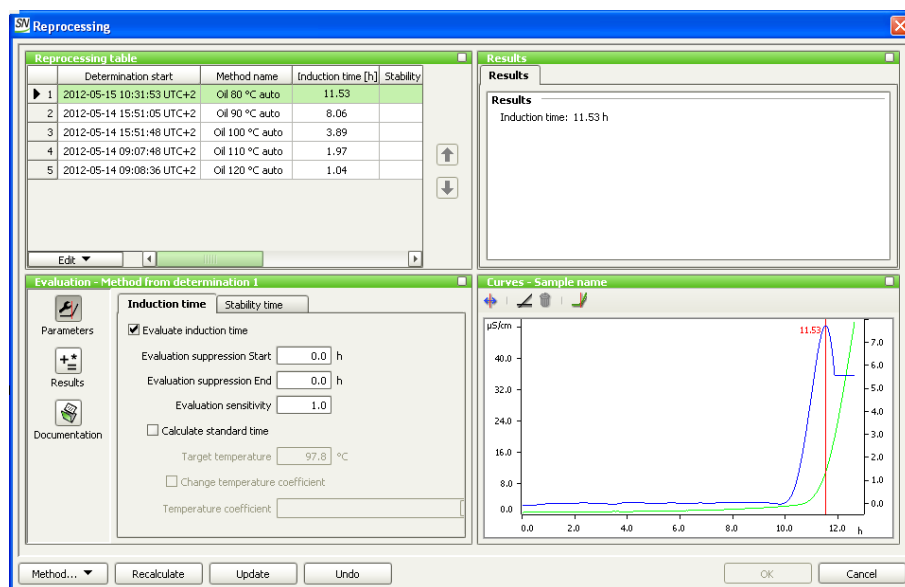 SN Reprocessing
Reprocessing table
Determination start Method name Induction time [h] Stability
1 2012-05-15 10:31:53 UTC+2 Oil 80 °C auto 11.53
2 2012-05-14 15:51:05 UTC+2 Oil 90 °C auto 8.06
3 2012-05-14 15:51:48 UTC+2 Oil 100 °C auto 3.89
4 2012-05-14 09:07:48 UTC+2 Oil 110 °C auto 1.97
5 2012-05-14 09:08:36 UTC+2 Oil 120 °C auto 1.04
Edit
Results
Results
Results
Induction time: 11.53 h
Evaluation - Method from determination 1
Parameters
Results
Documentation
Induction time Stability time
Evaluate induction time
Evaluation suppression Start 0.0 h
Evaluation suppression End 0.0 h
Evaluation sensitivity 1.0
Calculate standard time
Target temperature 97.8 °C
Change temperature coefficient
Temperature coefficient
Curves - Sample name
µS/cm 11.53
40.0 7.0
32.0 6.0
24.0 5.0
16.0 4.0
8.0 3.0
0.0 2.0
1.0
0.0
0.0 2.0 4.0 6.0 8.0 10.0 12.0 h
Method... Recalculate Update Undo OK Cancel